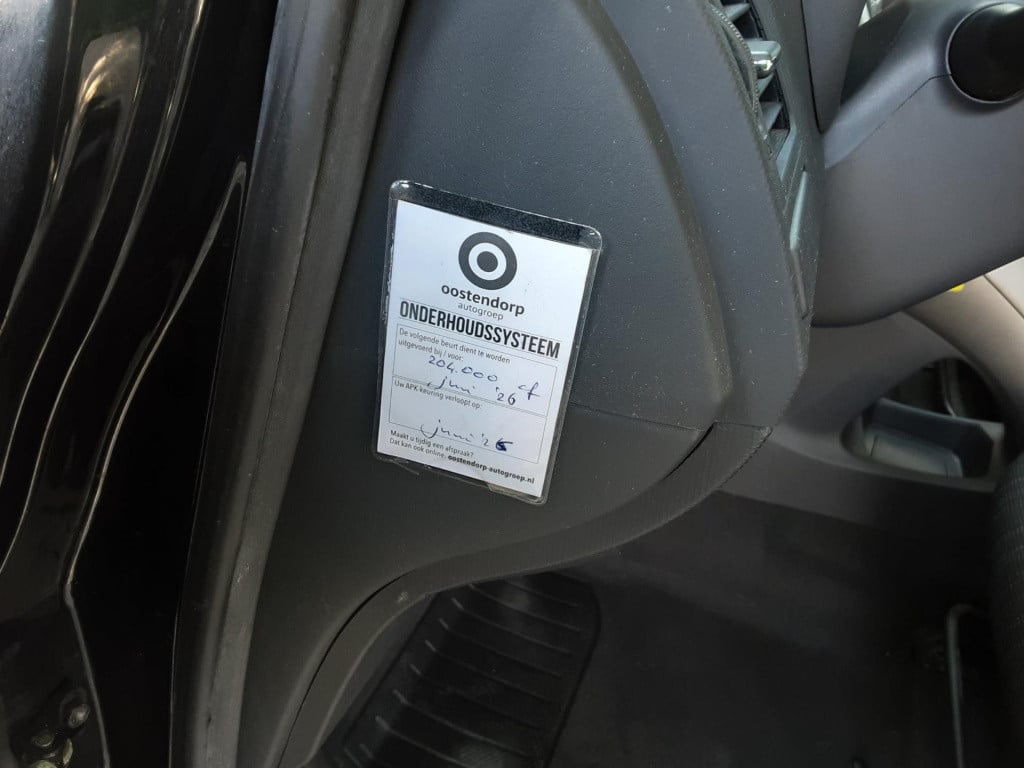 oostendorp
autogroep
ONDERHOUDSSYSTEEM
De volgende beurt dient te worden
uitgevoerd bij / voor:
204.000 of
juni '26
Uw APK keuring verloopt op:
juni '26
Maakt u tijdig een afspraak?
Dat kan ook online, oostendorp-autogroep.nl